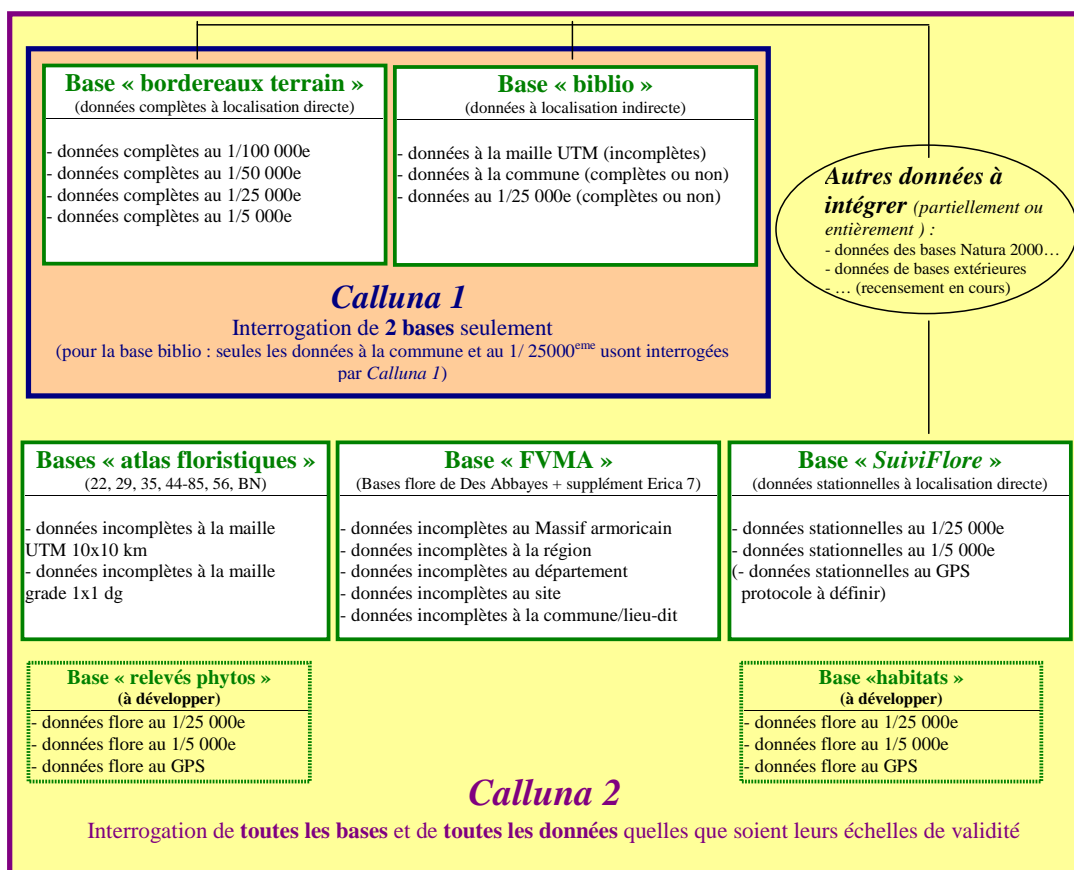 Base « bordereaux terrain »
(données complètes à localisation directe)
- données complètes au 1/100 000e
- données complètes au 1/50 000e
- données complètes au 1/25 000e
- données complètes au 1/5 000e
Base « biblio »
(données à localisation indirecte)
- données à la maille UTM (incomplètes)
- données à la commune (complètes ou non)
- données au 1/25 000e (complètes ou non)
Autres données à
intégrer (partiellement ou
entièrement ) :
- données des bases Natura 2000…
- données de bases extérieures
- … (recensement en cours)
Calluna 1
Interrogation de 2 bases seulement
(pour la base biblio : seules les données à la commune et au 1/ 25000eme usont interrogées
par Calluna 1)
Bases « atlas floristiques »
(22, 29, 35, 44-85, 56, BN)
- données incomplètes à la maille
UTM 10x10 km
- données incomplètes à la maille
grade 1x1 dg
Base « FVMA »
(Bases flore de Des Abbayes + supplément Erica 7)
- données incomplètes au Massif armoricain
- données incomplètes à la région
- données incomplètes au département
- données incomplètes au site
- données incomplètes à la commune/lieu-dit
Base « SuiviFlore »
(données stationnelles à localisation directe)
- données stationnelles au 1/25 000e
- données stationnelles au 1/5 000e
(- données stationnelles au GPS
protocole à définir)
Base « relevés phytos »
(à développer)
- données flore au 1/25 000e
- données flore au 1/5 000e
- données flore au GPS
Base «habitats »
(à développer)
- données flore au 1/25 000e
- données flore au 1/5 000e
- données flore au GPS
Calluna 2
Interrogation de toutes les bases et de toutes les données quelles que soient leurs échelles de validité